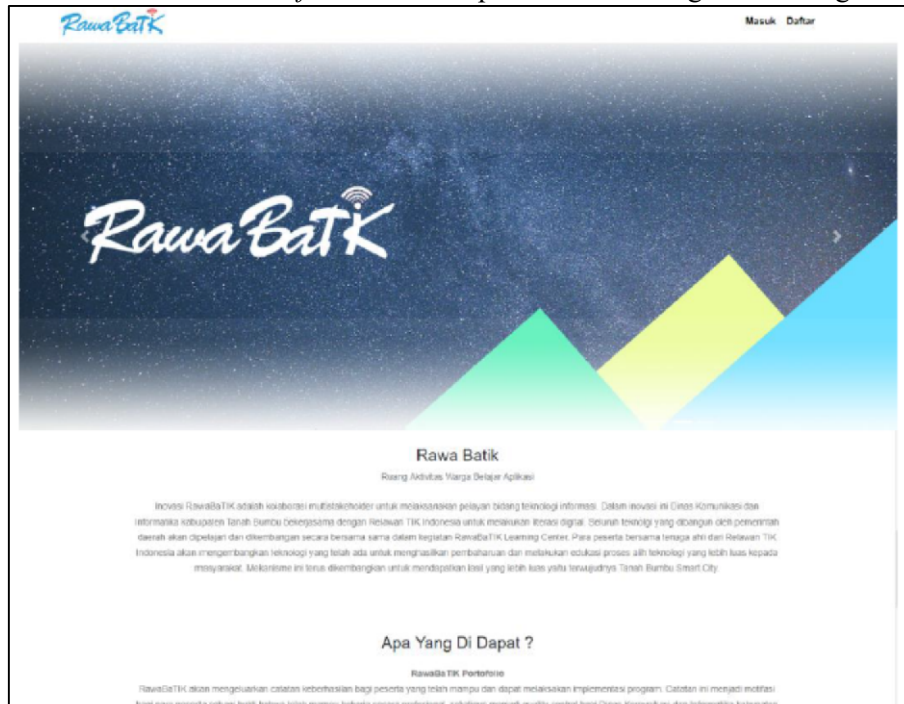 RawaBaTIK
Masuk Daftar
RawaBaTIK
Rawa Batik
Ruang Aktivitas Warga Belajar Aplikasi
Inovasi RawaBaTIK adalah kolaborasi multistakeholder untuk melaksanakan pelayan bidang teknologi informasi. Dalam inovasi ini Dinas Komunikasi dan
Informatika kabupaten Tanah Bumbu bekerjasama dengan Relawan TIK Indonesia untuk melakukan literasi digital. Seluruh teknolgi yang dibangun oleh pemerintah
daerah akan dipelajari dan dikembangan secara bersama sama dalam kegiatan RawaBaTIK Learning Center. Para peserta bersama tenaga ahli dari Relawan TIK
Indonesia akan mengembangkan teknologi yang telah ada untuk menghasilkan pembaharuan dan melakukan edukasi proses alih teknologi yang lebih luas kepada
masyarakat. Mekanisme ini terus dikembangkan untuk mendapatkan hasil yang lebih luas yaitu terwujudnya Tanah Bumbu Smart City.
Apa Yang Di Dapat ?
RawaBaTIK Portofolio
RawaBaTIK akan mengeluarkan catatan keberhasilan bagi peserta yang telah mampu dan dapat melaksakan implementasi program. Catatan ini menjadi motifasi